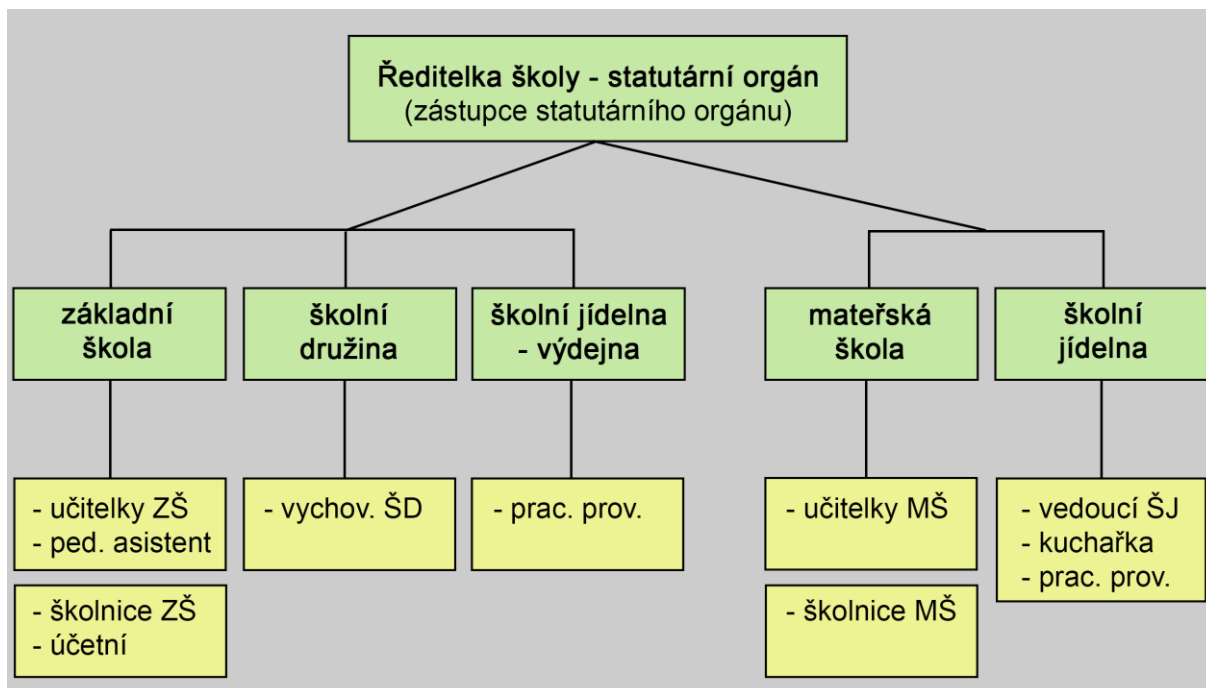 Ředitelka školy - statutární orgán
(zástupce statutárního orgánu)
základní
škola
školní
družina
školní jídelna
- výdejna
mateřská
škola
školní
jídelna
- učitelky ZŠ
- ped. asistent
- vychov. ŠD
- prac. prov.
- učitelky MŠ
- vedoucí ŠJ
- kuchařka
- prac. prov.
- školnice ZŠ
- účetní
- školnice MŠ